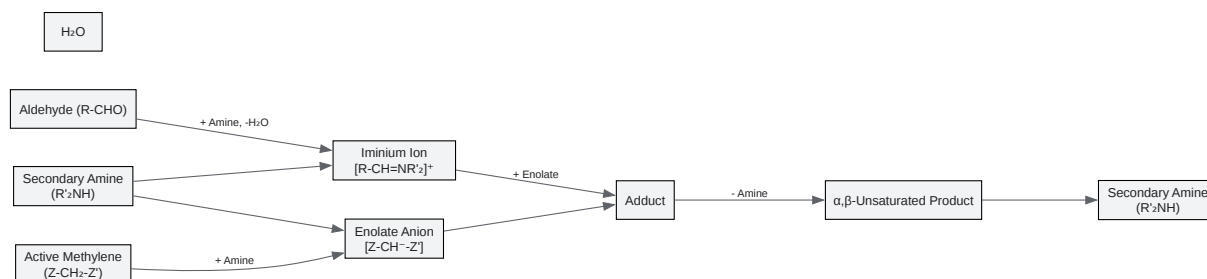 H₂O
Aldehyde (R-CHO)
+ Amine, -H₂O
Secondary Amine
(R'₂NH)
Iminium Ion
[R-CH=NR'₂]⁺
+ Enolate
Adduct
- Amine
α,β-Unsaturated Product
Secondary Amine
(R'₂NH)
Enolate Anion
[Z-CH⁻-Z']
Active Methylene
(Z-CH₂-Z')
+ Amine